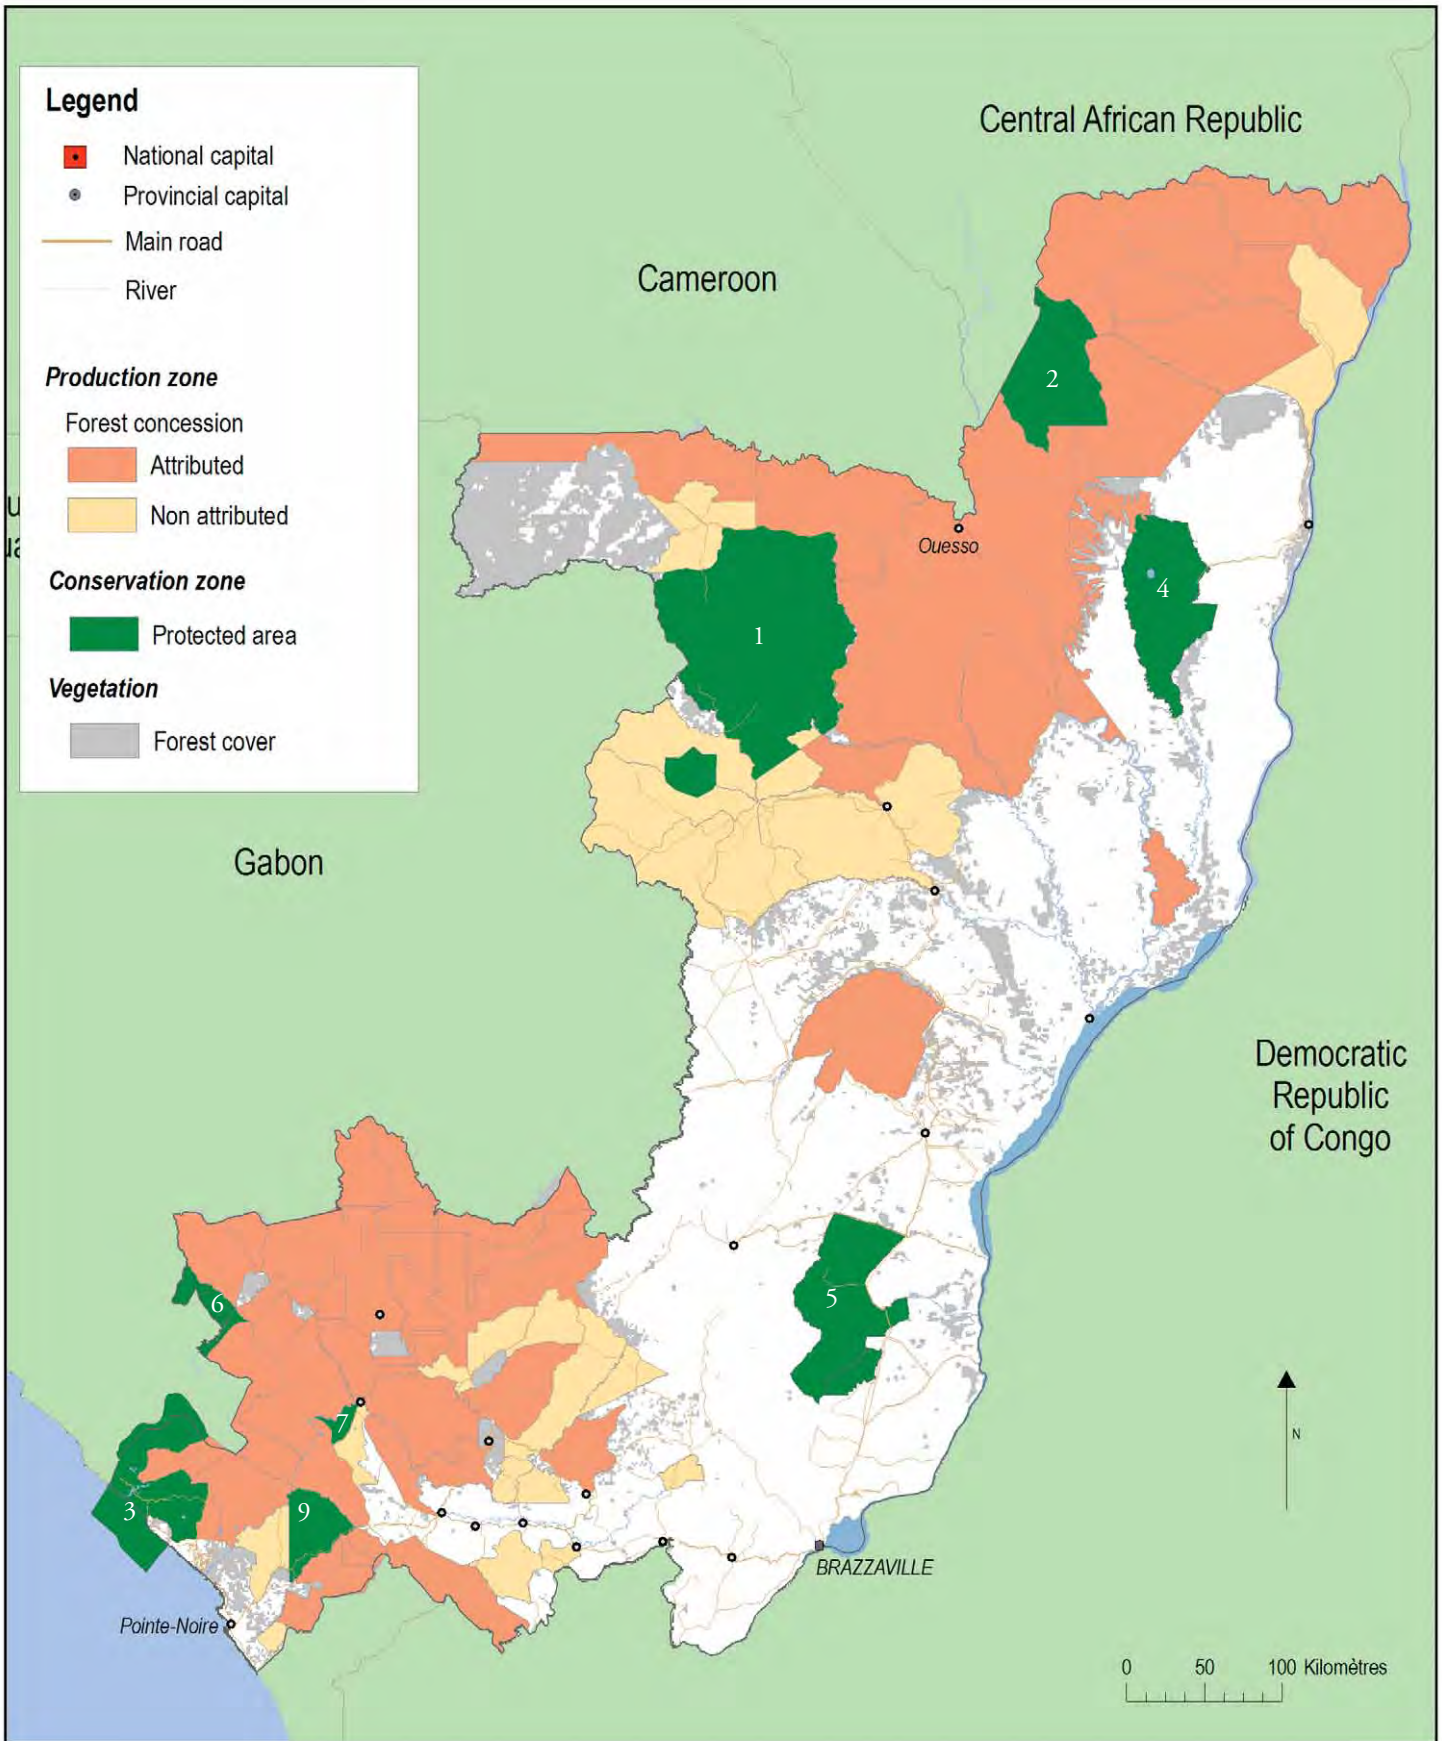 Legend
National capital
Provincial capital
Main road
River
Production zone
Forest concession
Attributed
Non attributed
Conservation zone
Protected area
Vegetation
Forest cover
Central African Republic
Cameroon
2
Ouesso
4
1
Gabon
Democratic
Republic
of Congo
5
6
7
3
9
N
BRAZZAVILLE
Pointe-Noire
0 50 100 Kilomètres